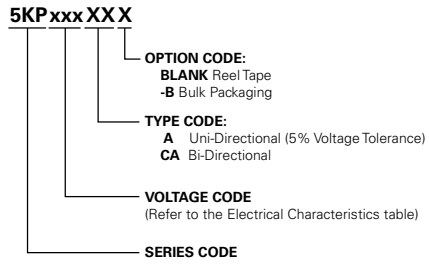 5KPxxxXXX
OPTION CODE:
BLANK Reel Tape
-B Bulk Packaging
TYPE CODE:
A Uni-Directional (5% Voltage Tolerance)
CA Bi-Directional
VOLTAGE CODE
(Refer to the Electrical Characteristics table)
SERIES CODE